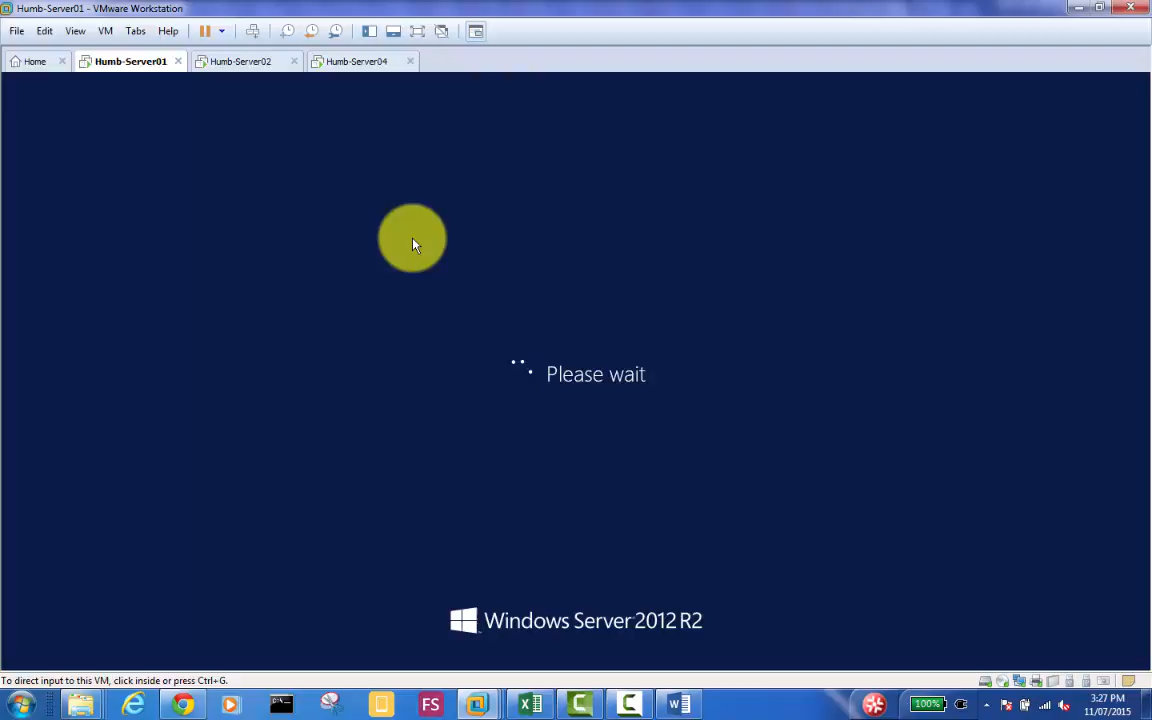 Humb-Server01 - VMware Workstation
File Edit View VM Tabs Help
Home Humb-Server01 Humb-Server02 Humb-Server04
Please wait
Windows Server 2012 R2
To direct input to this VM, click inside or press Ctrl+G.
FS 100% 3:27 PM
11/07/2015